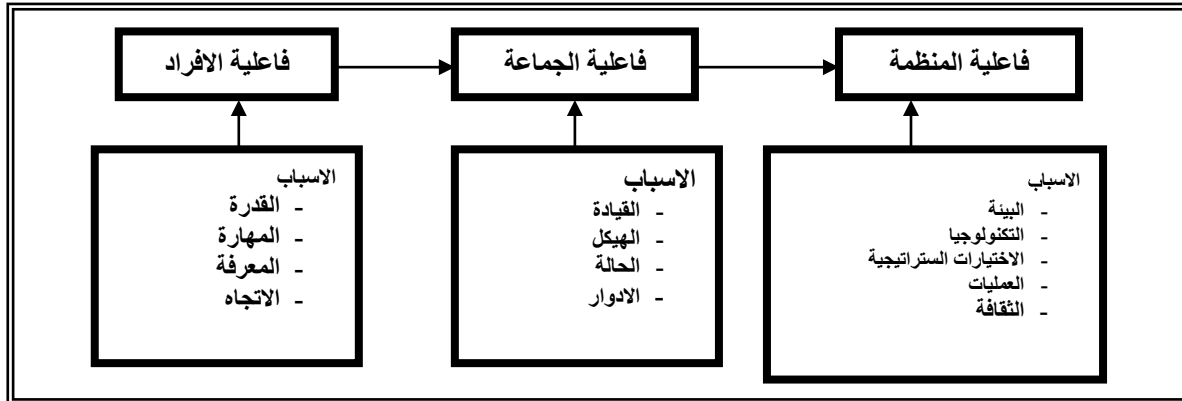 فاعلية الافراد
فاعلية الجماعة
فاعلية المنظمة
الاسباب
- القدرة
- المهارة
- المعرفة
- الاتجاه
الاسباب
- القيادة
- الهيكل
- الحالة
- الادوار
الاسباب
- البيئة
- التكنولوجيا
- الاختيارات الستراتيجية
- العمليات
- الثقافة